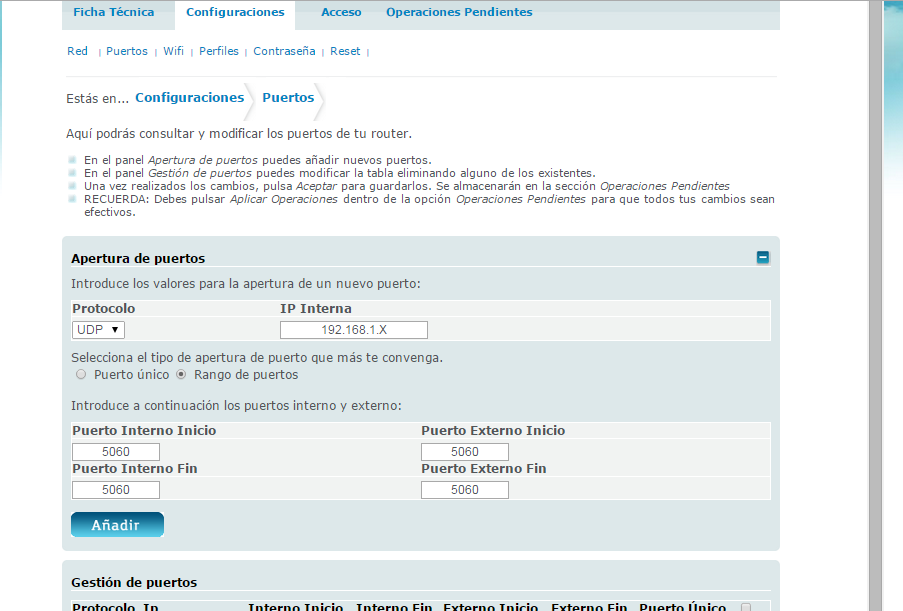 Ficha Técnica Configuraciones Acceso Operaciones Pendientes
Red | Puertos | Wifi | Perfiles | Contraseña | Reset |
Estás en... Configuraciones Puertos
Aquí podrás consultar y modificar los puertos de tu router.
En el panel Apertura de puertos puedes añadir nuevos puertos.
En el panel Gestión de puertos puedes modificar la tabla eliminando alguno de los existentes.
Una vez realizados los cambios, pulsa Aceptar para guardarlos. Se almacenarán en la sección Operaciones Pendientes
RECUERDA: Debes pulsar Aplicar Operaciones dentro de la opción Operaciones Pendientes para que todos tus cambios sean
efectivos.
Apertura de puertos
Introduce los valores para la apertura de un nuevo puerto:
Protocolo IP Interna
UDP 192.168.1.X
Selecciona el tipo de apertura de puerto que más te convenga.
Puerto único Rango de puertos
Introduce a continuación los puertos interno y externo:
Puerto Interno Inicio Puerto Externo Inicio
5060 5060
Puerto Interno Fin Puerto Externo Fin
5060 5060
Añadir
Gestión de puertos
Protocolo Ip Interno Inicio Interno Fin Externo Inicio Externo Fin Puerto Único